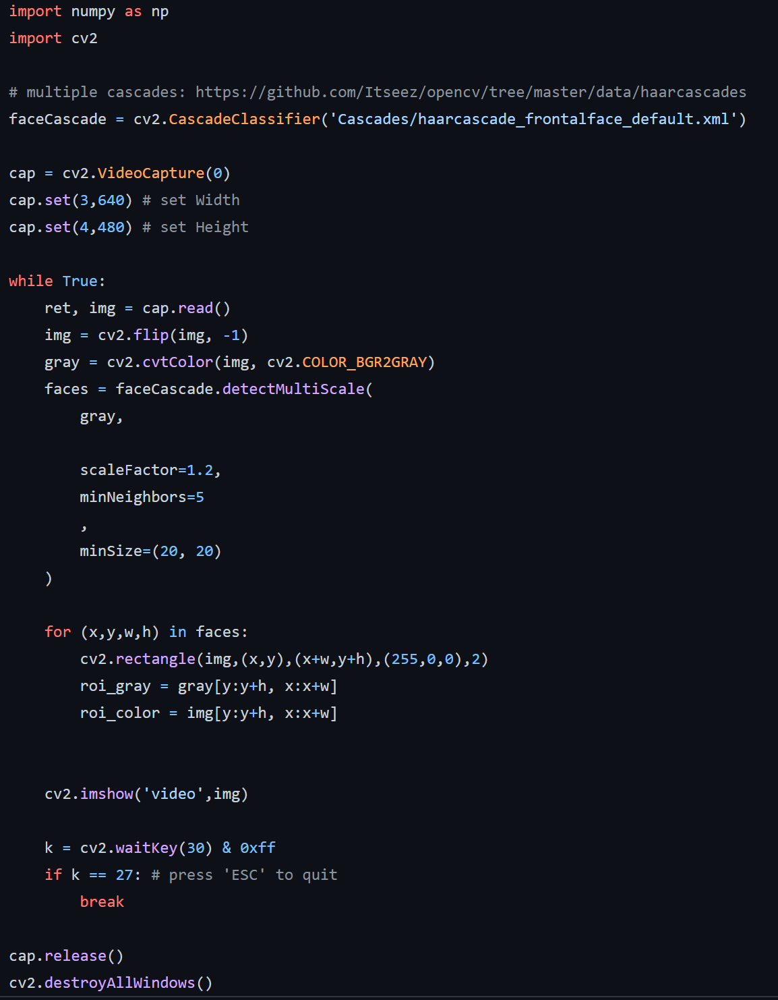 import numpy as np
import cv2
# multiple cascades: https://github.com/Itseez/opencv/tree/master/data/haarcascades
faceCascade = cv2.CascadeClassifier('Cascades/haarcascade_frontalface_default.xml')
cap = cv2.VideoCapture(0)
cap.set(3,640) # set Width
cap.set(4,480) # set Height
while True:
    ret, img = cap.read()
    img = cv2.flip(img, -1)
    gray = cv2.cvtColor(img, cv2.COLOR_BGR2GRAY)
    faces = faceCascade.detectMultiScale(
        gray,
        scaleFactor=1.2,
        minNeighbors=5
        ,
        minSize=(20, 20)
    )
    for (x,y,w,h) in faces:
        cv2.rectangle(img,(x,y),(x+w,y+h),(255,0,0),2)
        roi_gray = gray[y:y+h, x:x+w]
        roi_color = img[y:y+h, x:x+w]
    cv2.imshow('video',img)
    k = cv2.waitKey(30) & 0xff
    if k == 27: # press 'ESC' to quit
        break
cap.release()
cv2.destroyAllWindows()